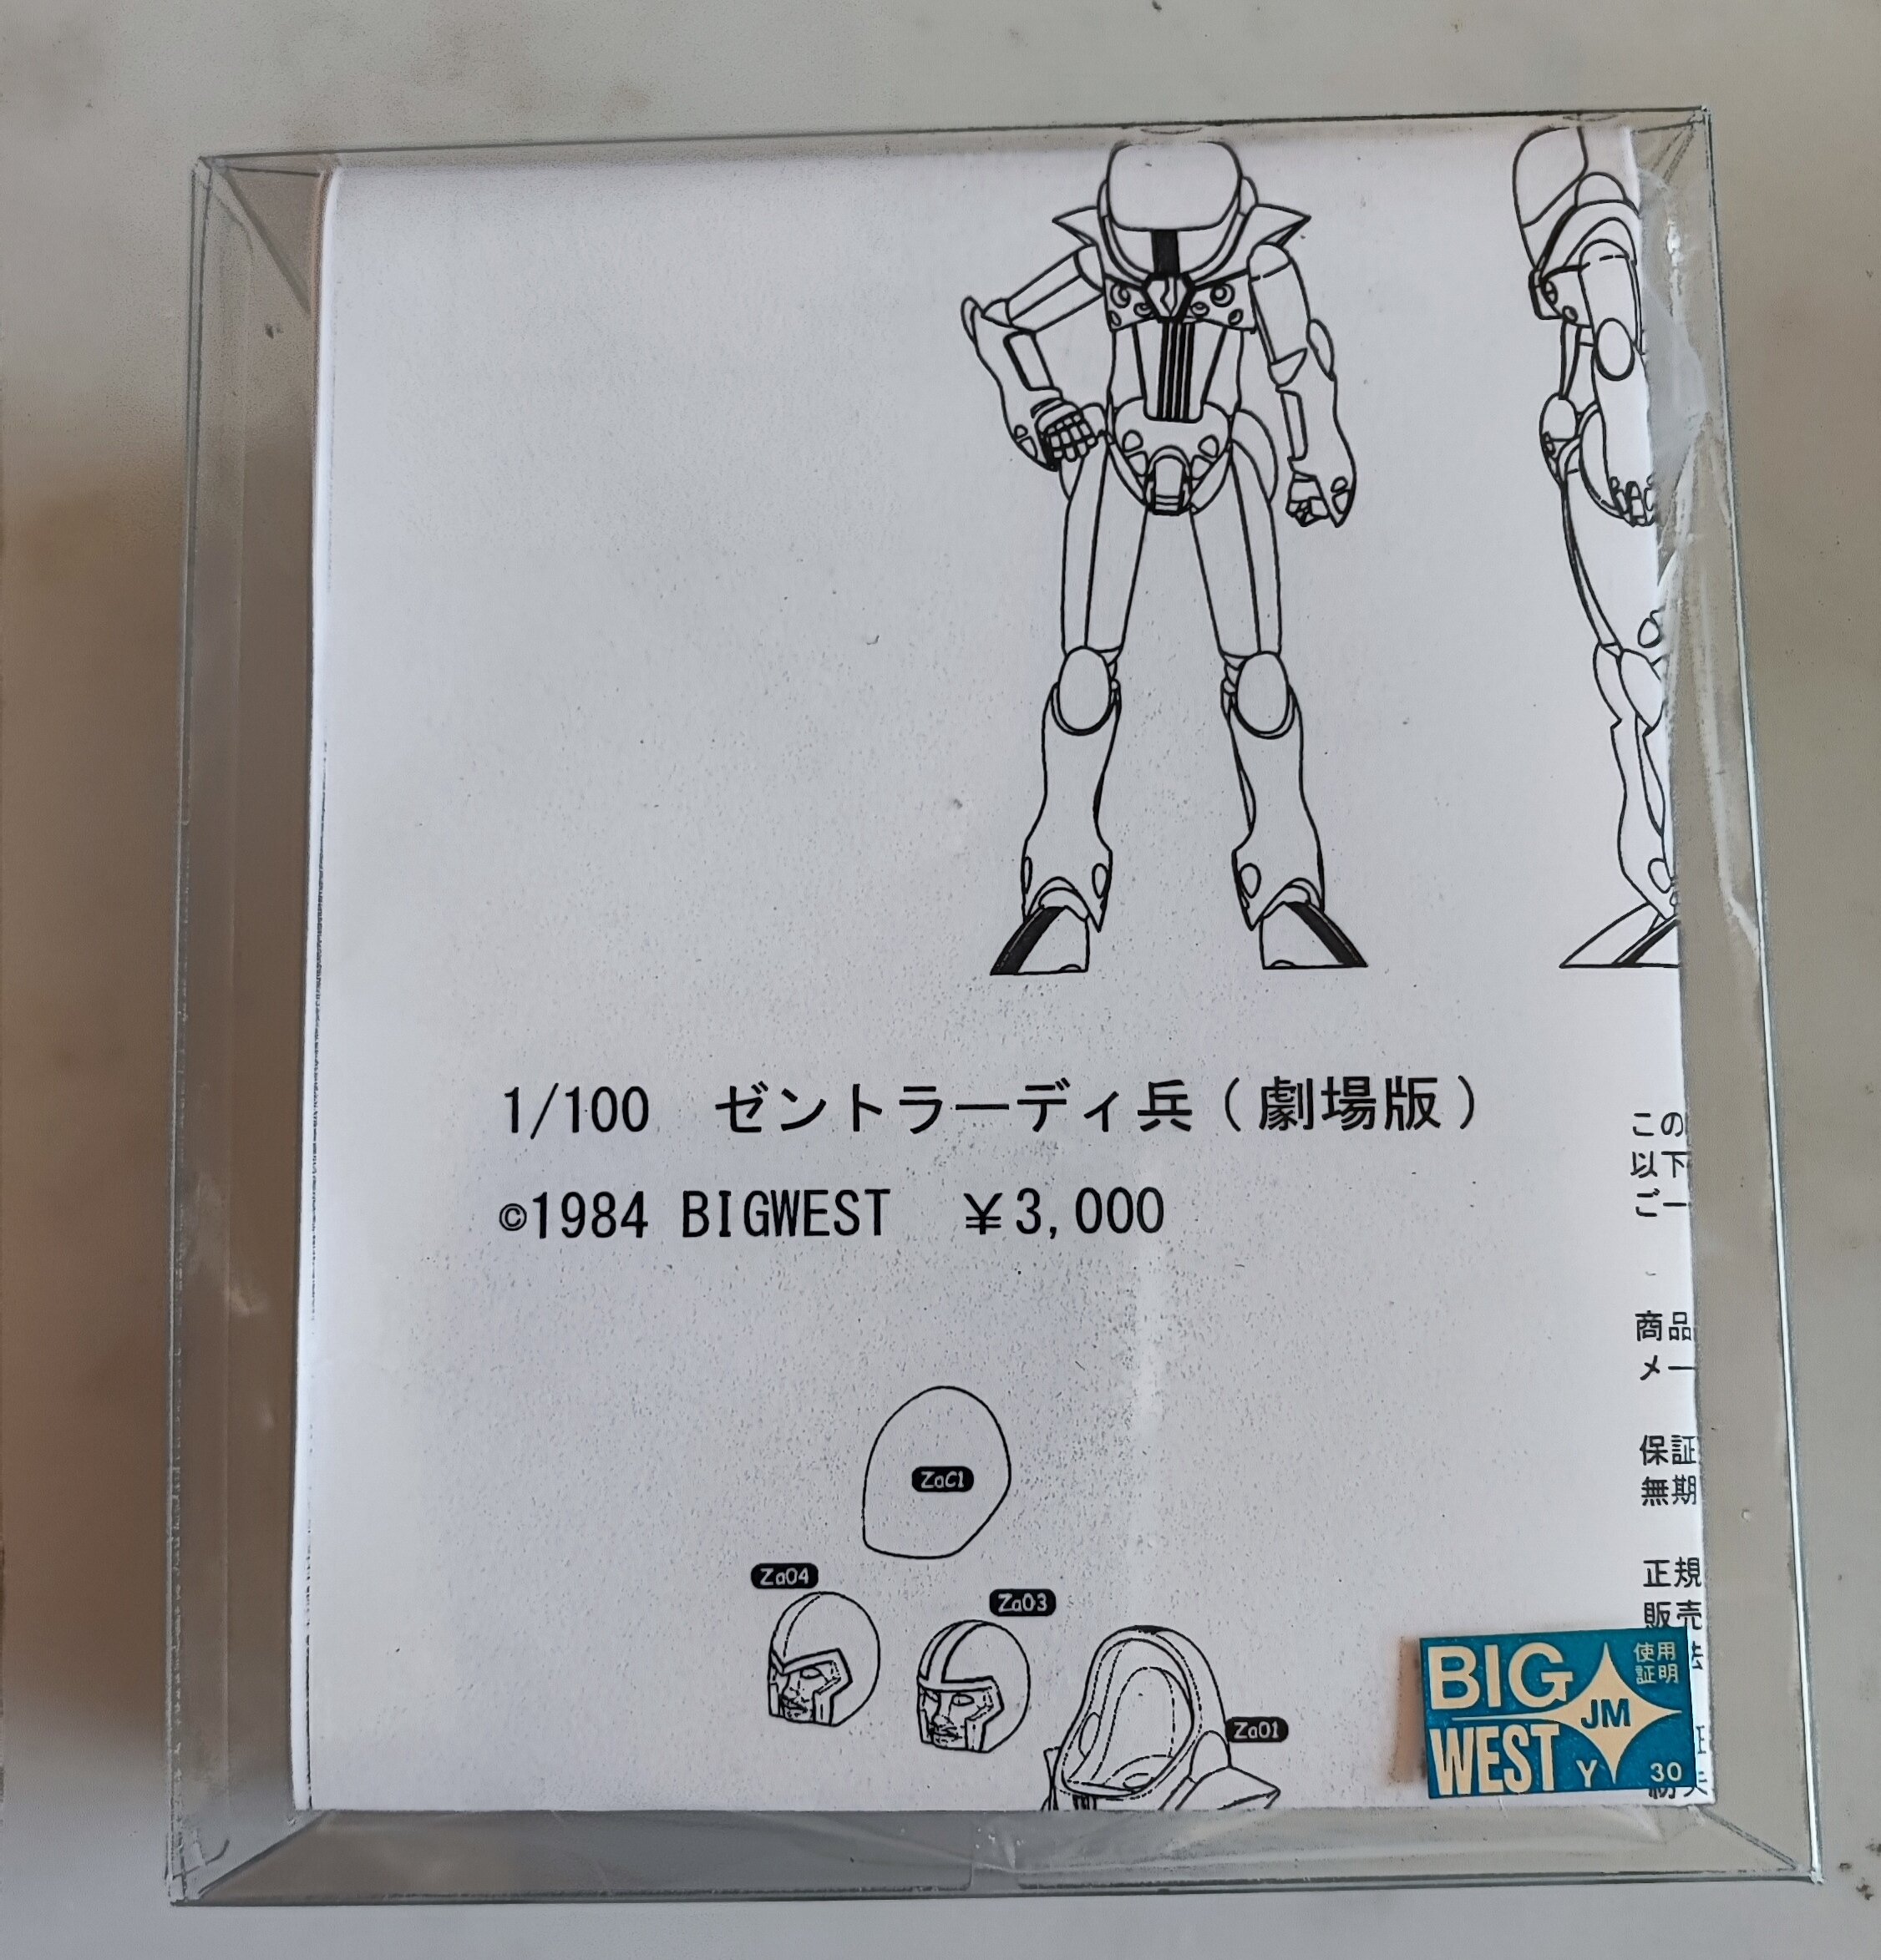 1/100 ゼントラーディ兵(劇場版)
©1984 BIGWEST ¥3,000
この
以下
ご一
商品
メー
保証
無期
正規
販売
ZaC1
Za04
Za03
Za01
BIG
WEST
JM
使用
証明
Y 30